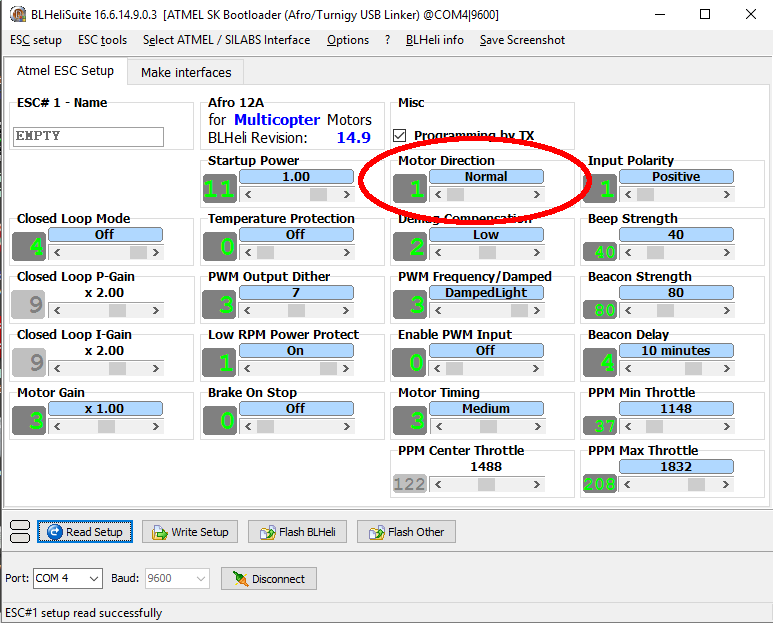 BLHeliSuite 16.6.14.9.0.3 [ATMEL SK Bootloader (Afro/Turnigy USB Linker) @COM4|9600]
ESC setup ESC tools Select ATMEL / SILABS Interface Options ? BLHeli info Save Screenshot
Atmel ESC Setup Make interfaces
ESC# 1 - Name
EMPTY
Afro 12A
for Multicopter Motors
BLHeli Revision: 14.9
Misc
Programming by TX
Startup Power
11 1.00
Motor Direction
1 Normal
Input Polarity
1 Positive
Closed Loop Mode
4 Off
Temperature Protection
0 Off
Demag Compensation
2 Low
Beep Strength
40 40
Closed Loop P-Gain
9 x 2.00
PWM Output Dither
3 7
PWM Frequency/Damped
3 DampedLight
Beacon Strength
80 80
Closed Loop I-Gain
9 x 2.00
Low RPM Power Protect
1 On
Enable PWM Input
0 Off
Beacon Delay
4 10 minutes
Motor Gain
3 x 1.00
Brake On Stop
0 Off
Motor Timing
3 Medium
PPM Min Throttle
37 1148
PPM Center Throttle
122 1488
PPM Max Throttle
208 1832
Read Setup Write Setup Flash BLHeli Flash Other
Port: COM 4 Baud: 9600 Disconnect
ESC#1 setup read successfully